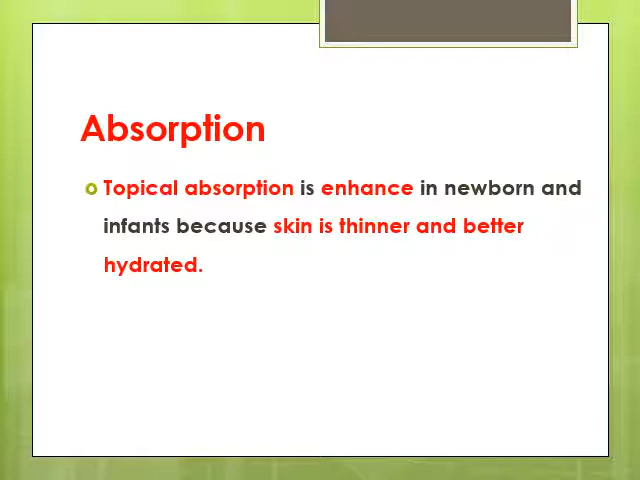 Absorption
Topical absorption is enhance in newborn and
infants because skin is thinner and better
hydrated.